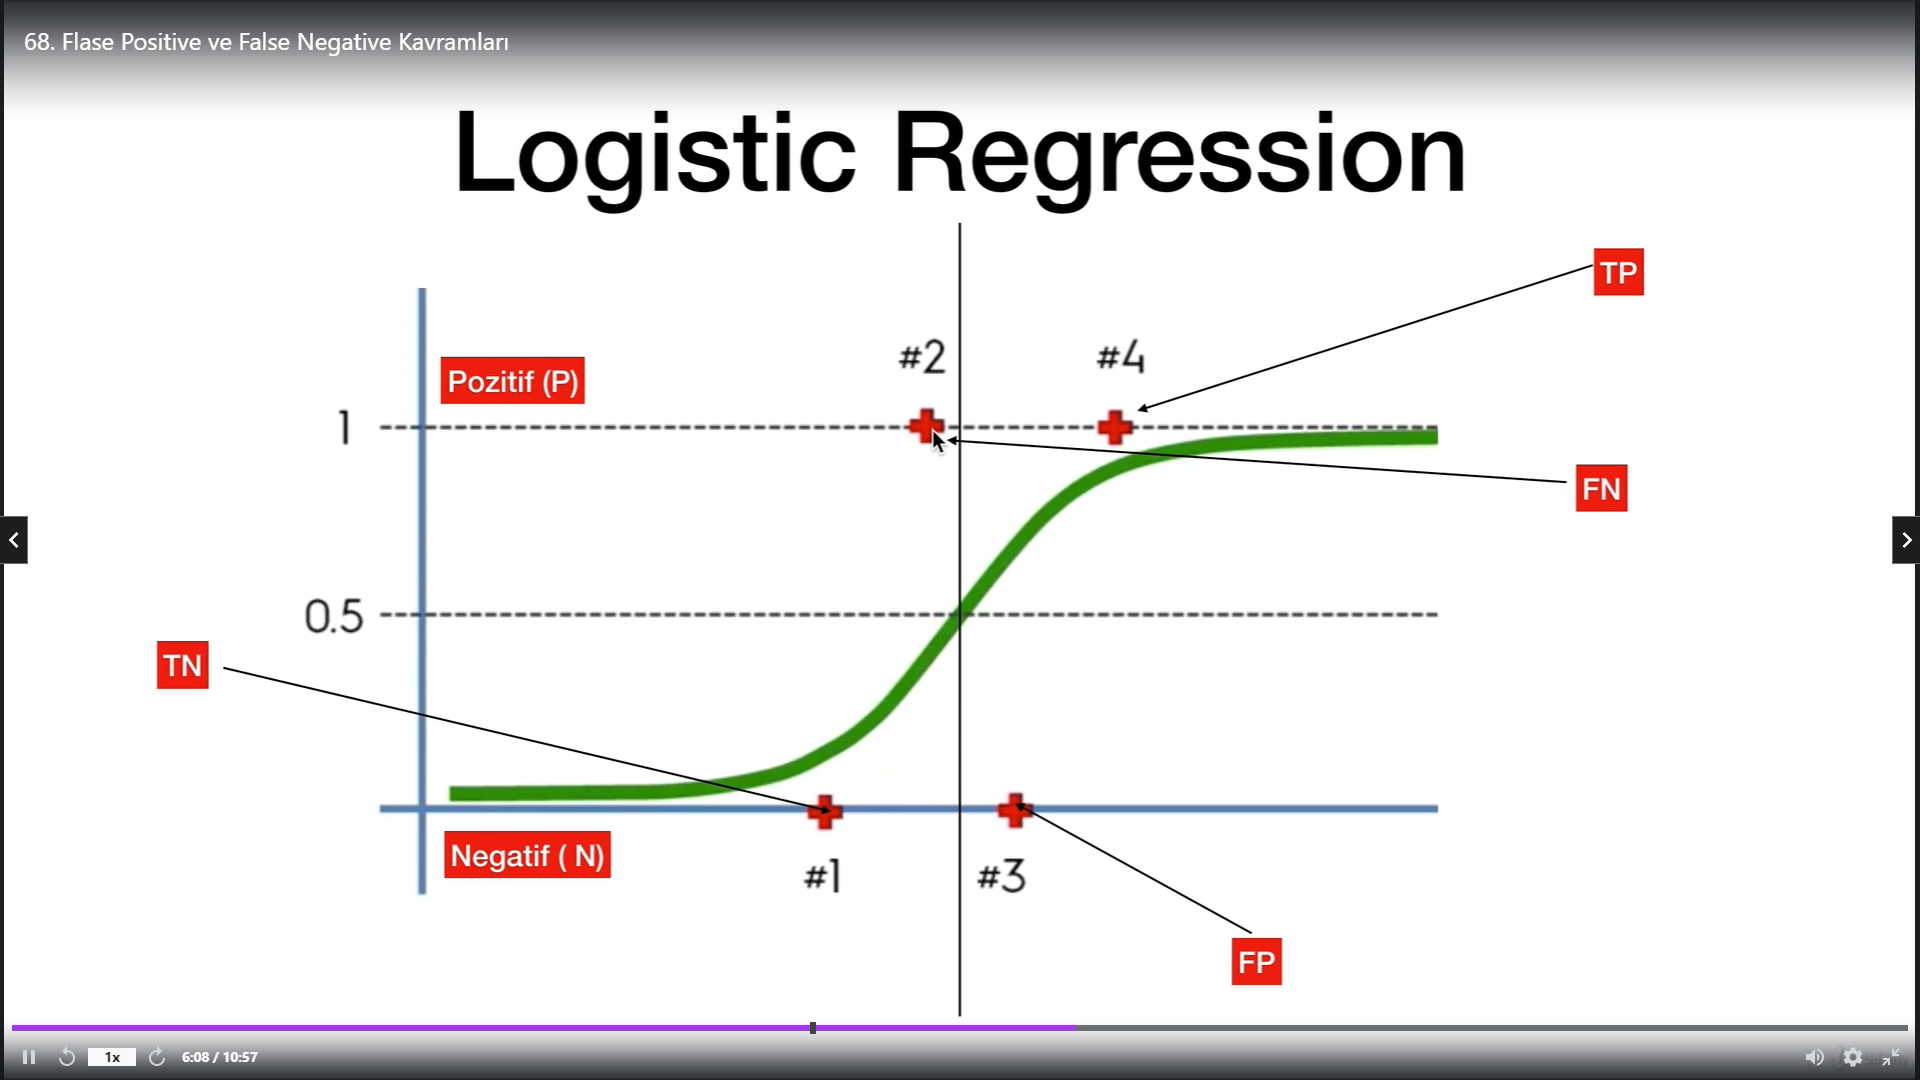 68. Flase Positive ve False Negative Kavramları
Logistic Regression
TP
#2
#4
Pozitif (P)
1
FN
0.5
TN
Negatif ( N)
#1
#3
FP
1x
6:08 / 10:57